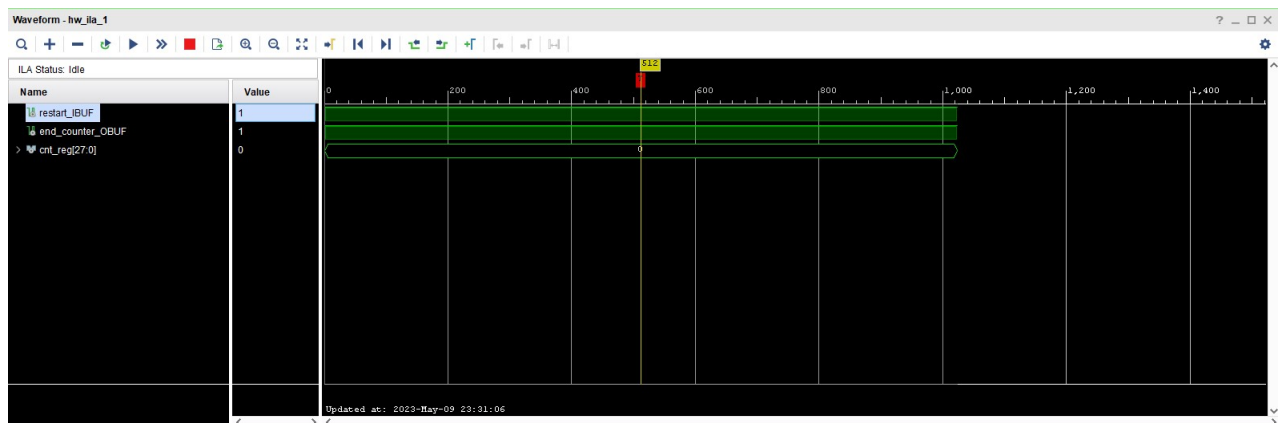 Waveform - hw_ila_1
? _ □ X
ILA Status: Idle
Name Value
restart_IBUF 1
end_counter_OBUF 1
> cnt_reg[27:0] 0
512
0 200 400 600 800 1,000 1,200 1,400
0
Updated at: 2023-May-09 23:31:06